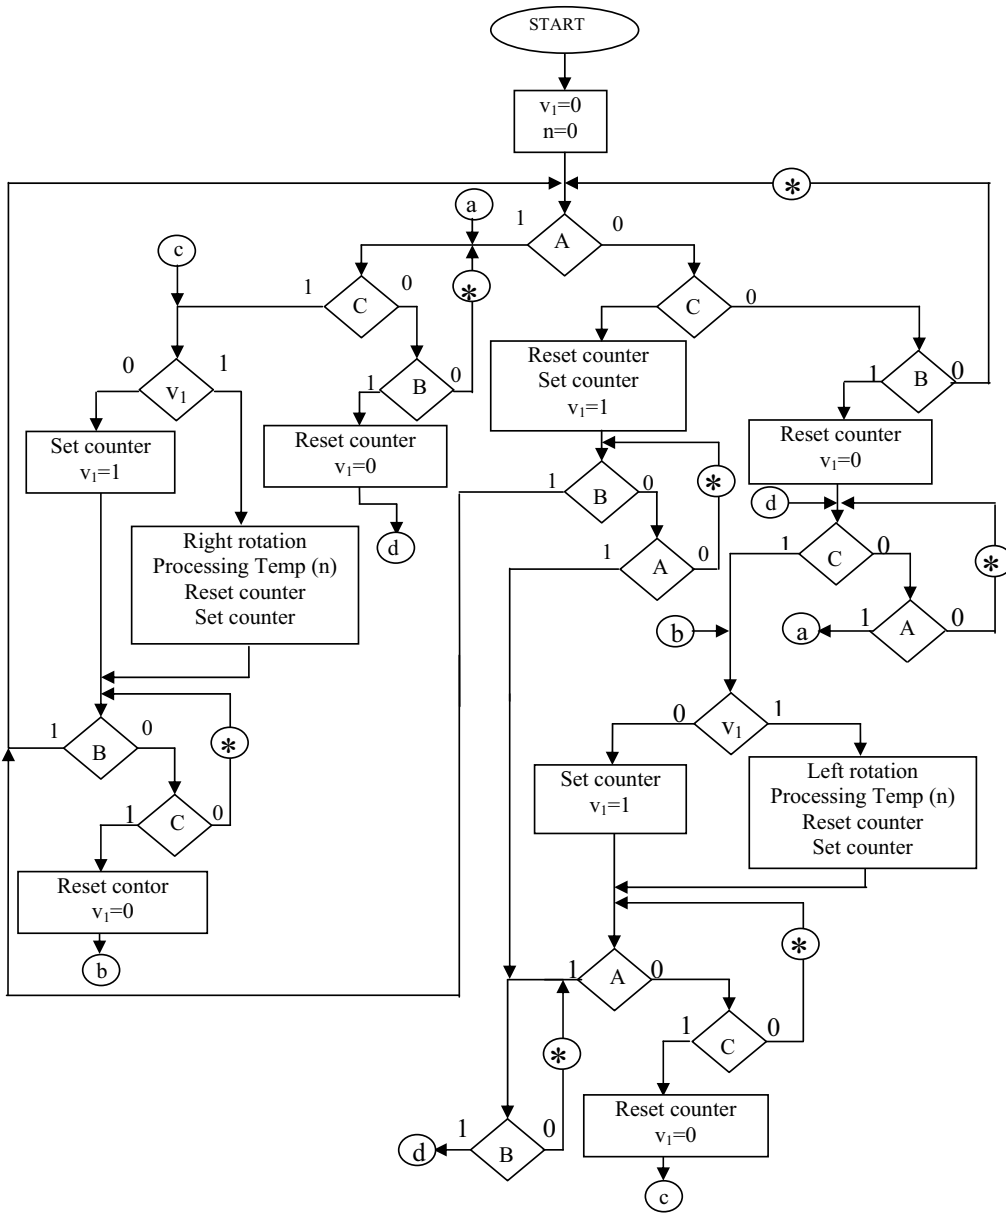 START
v₁=0
n=0
*
a
1
0
A
c
1
0
C
*
C
0
0
1
v₁
1
B
0
Reset counter
Set counter
v₁=1
1
B
0
Set counter
v₁=1
Reset counter
v₁=0
Reset counter
v₁=0
1
B
0
*
d
Right rotation
Processing Temp (n)
Reset counter
Set counter
d
1
A
0
1
C
0
*
b
a
1
A
0
1
B
0
*
0
v₁
1
1
C
0
Set counter
v₁=1
Left rotation
Processing Temp (n)
Reset counter
Set counter
Reset contor
v₁=0
b
*
1
A
0
*
1
C
0
Reset counter
v₁=0
d
1
B
0
c